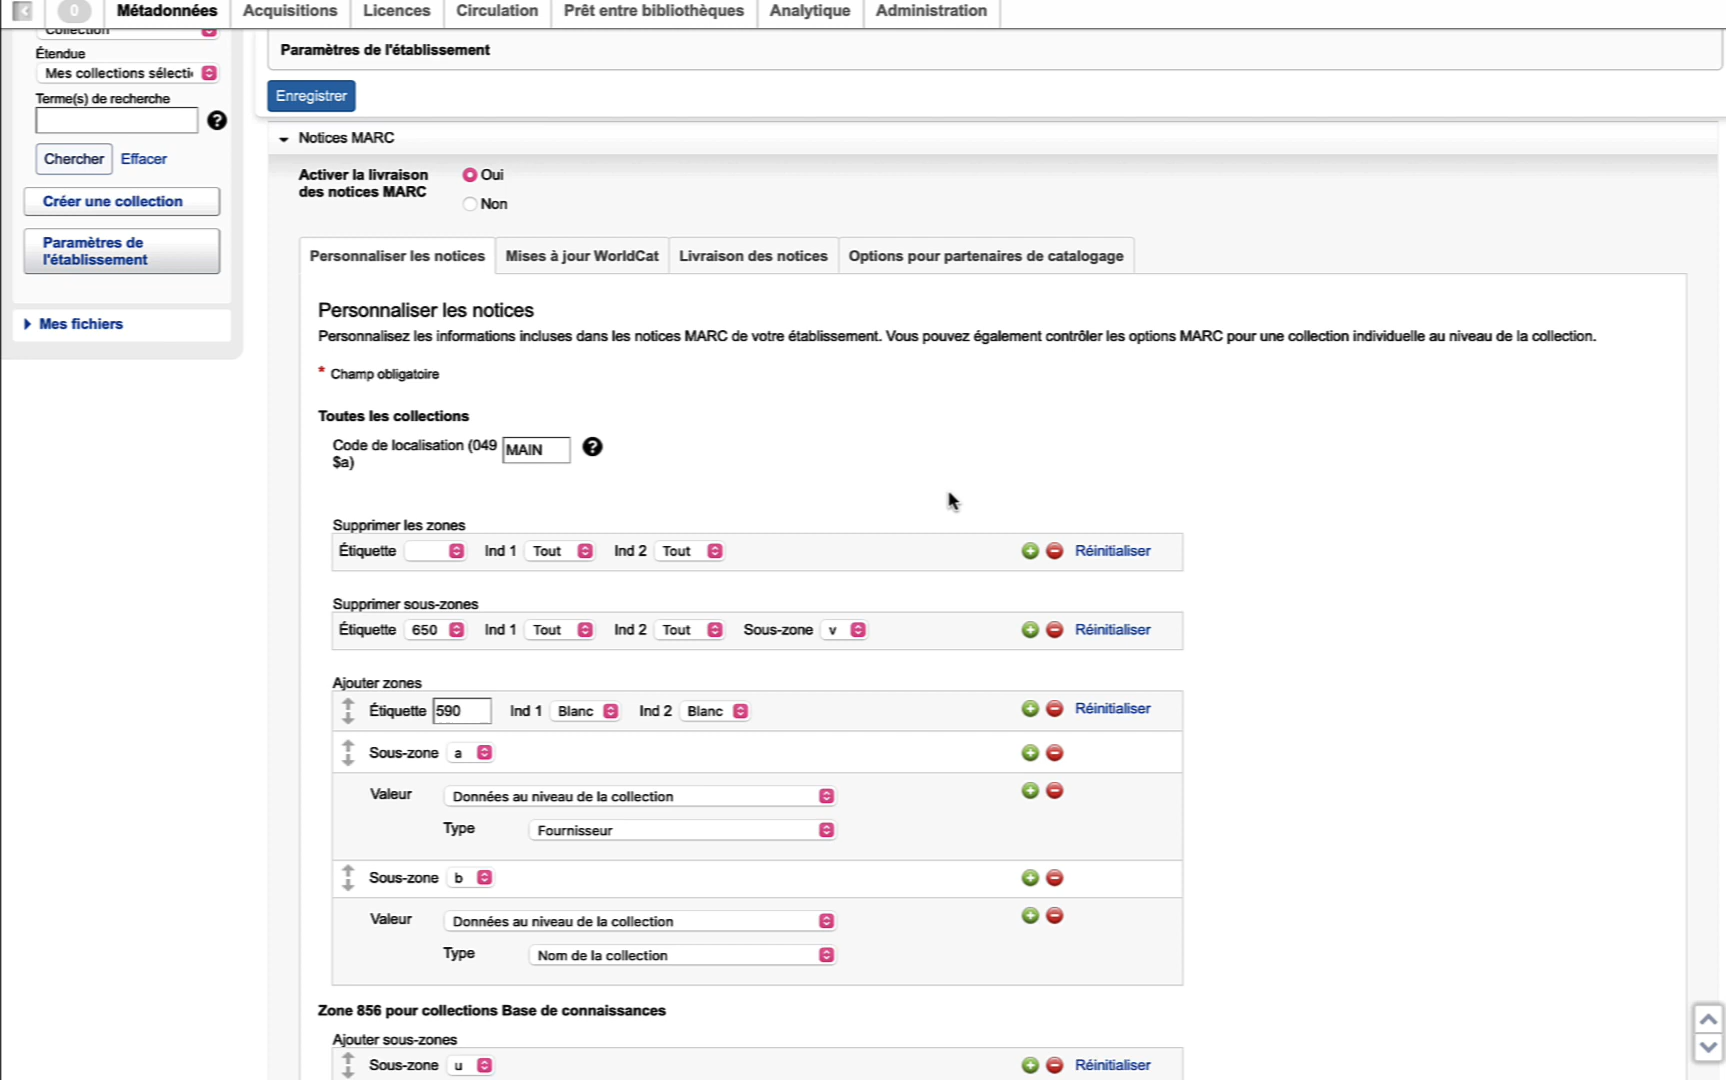 0 Métadonnées Acquisitions Licences Circulation Prêt entre bibliothèques Analytique Administration
Collection
Étendue
Mes collections sélecti
Terme(s) de recherche
?
Chercher Effacer
Créer une collection
Paramètres de
l'établissement
Mes fichiers
Paramètres de l'établissement
Enregistrer
Notices MARC
Activer la livraison
des notices MARC
Oui
Non
Personnaliser les notices Mises à jour WorldCat Livraison des notices Options pour partenaires de catalogage
Personnaliser les notices
Personnalisez les informations incluses dans les notices MARC de votre établissement. Vous pouvez également contrôler les options MARC pour une collection individuelle au niveau de la collection.
* Champ obligatoire
Toutes les collections
Code de localisation (049
$a)
MAIN ?
Supprimer les zones
Étiquette Ind 1 Tout Ind 2 Tout Réinitialiser
Supprimer sous-zones
Étiquette 650 Ind 1 Tout Ind 2 Tout Sous-zone v Réinitialiser
Ajouter zones
Étiquette 590 Ind 1 Blanc Ind 2 Blanc Réinitialiser
Sous-zone a
Valeur Données au niveau de la collection
Type Fournisseur
Sous-zone b
Valeur Données au niveau de la collection
Type Nom de la collection
Zone 856 pour collections Base de connaissances
Ajouter sous-zones
Sous-zone u Réinitialiser